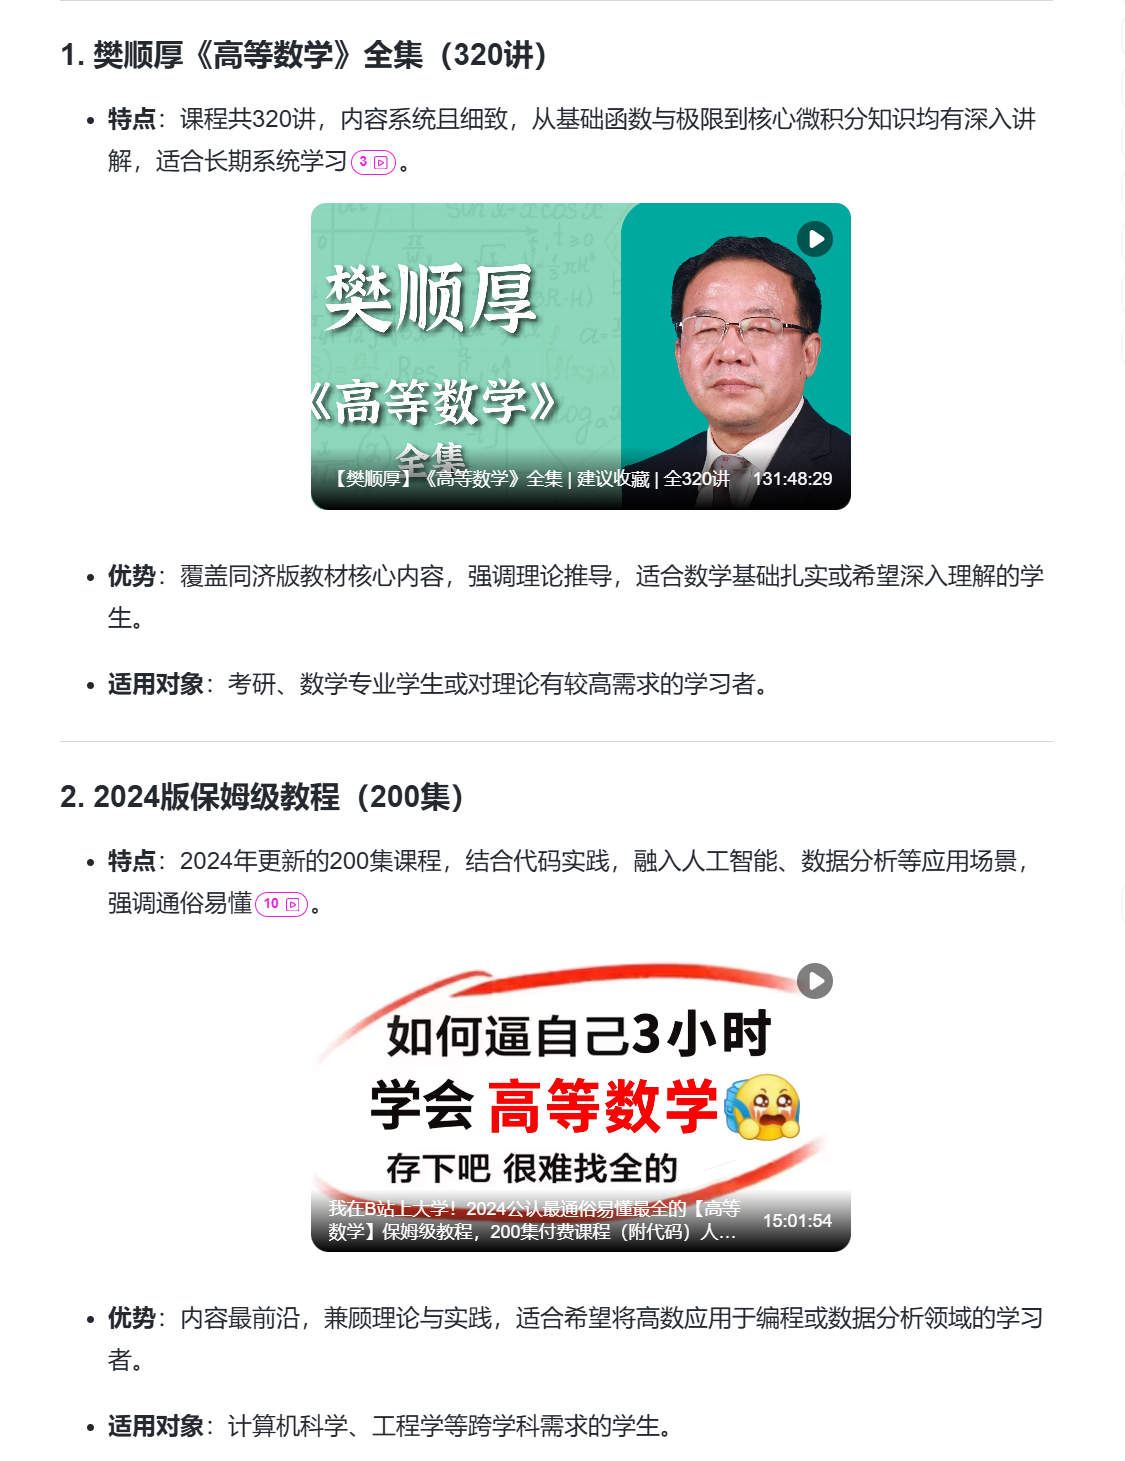 1. 樊顺厚《高等数学》全集（320讲）
特点：课程共320讲，内容系统且细致，从基础函数与极限到核心微积分知识均有深入讲
解，适合长期系统学习 3 。
樊顺厚
《高等数学》
全集
【樊顺厚】《高等数学》全集 | 建议收藏 | 全320讲 131:48:29
优势：覆盖同济版教材核心内容，强调理论推导，适合数学基础扎实或希望深入理解的学
生。
适用对象：考研、数学专业学生或对理论有较高需求的学习者。
2. 2024版保姆级教程（200集）
特点：2024年更新的200集课程，结合代码实践，融入人工智能、数据分析等应用场景，
强调通俗易懂 10 。
如何逼自己3小时
学会 高等数学
存下吧 很难找全的
我在B站上大学！2024公认最通俗易懂最全的【高等
数学】保姆级教程，200集付费课程（附代码）人... 15:01:54
优势：内容最前沿，兼顾理论与实践，适合希望将高数应用于编程或数据分析领域的学习
者。
适用对象：计算机科学、工程学等跨学科需求的学生。